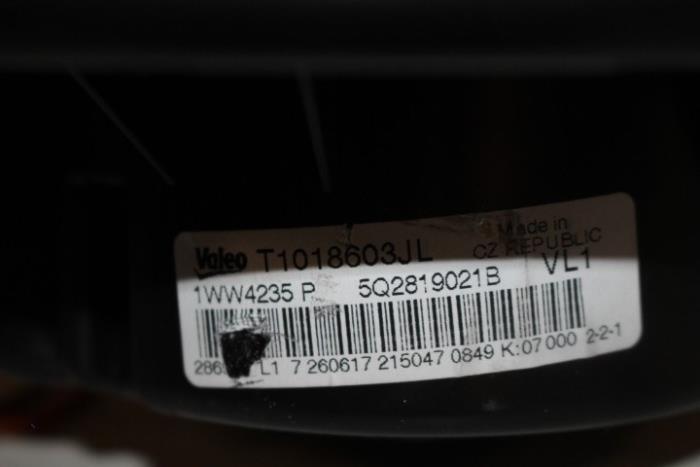 Valeo T1018603JL Made in
CZ REPUBLIC
1WW4235 P 5Q2819021B VL1
L1 7 260617 215047 0849 K:07 000 2-2-1